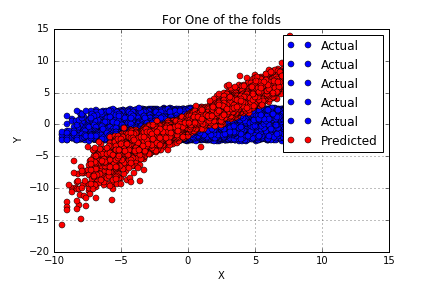 For One of the folds
15
10
5
0
−5
−10
−15
−20
Y
Actual
Actual
Actual
Actual
Actual
Predicted
−10 −5 0 5 10 15
X